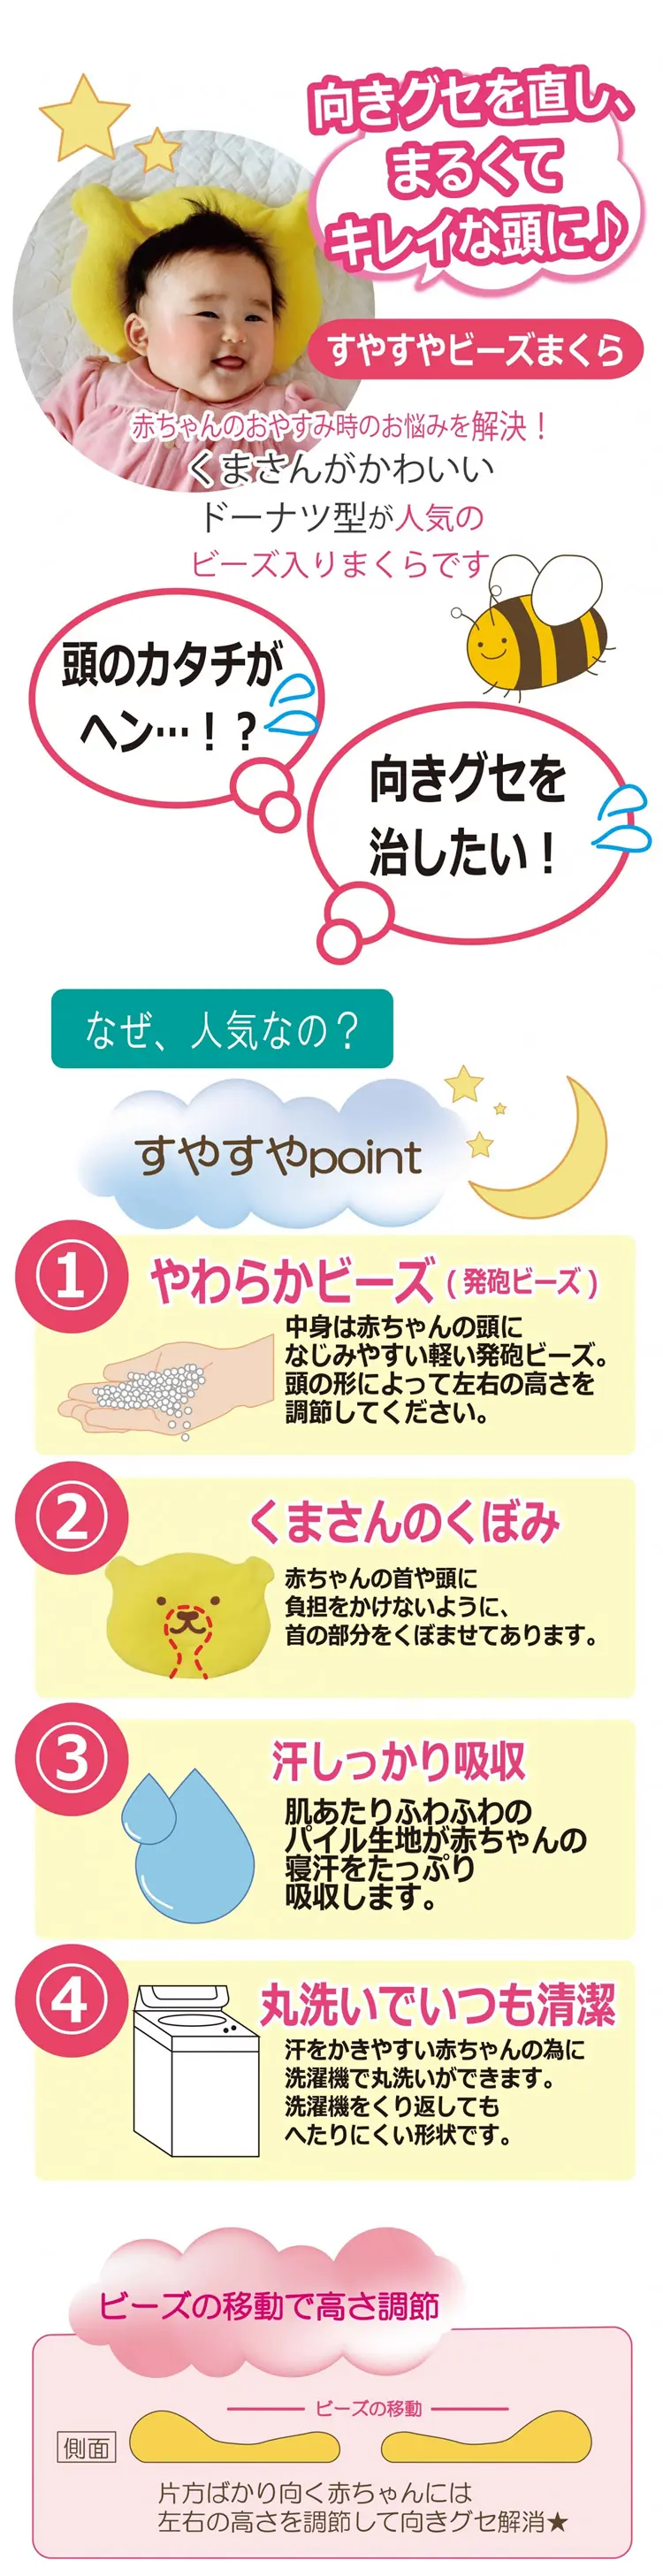 向きグセを直し、
まるくて
キレイな頭に♪
すやすやビーズまくら
赤ちゃんのおやすみ時のお悩みを解決！
くまさんがかわいい
ドーナツ型が人気の
ビーズ入りまくらです
頭のカタチが
ヘン…！？
向きグセを
治したい！
なぜ、人気なの？
すやすやpoint
① やわらかビーズ（発砲ビーズ）
中身は赤ちゃんの頭に
なじみやすい軽い発砲ビーズ。
頭の形によって左右の高さを
調節してください。
② くまさんのくぼみ
赤ちゃんの首や頭に
負担をかけないように、
首の部分をくぼませてあります。
③ 汗しっかり吸収
肌あたりふわふわの
パイル生地が赤ちゃんの
寝汗をたっぷり
吸収します。
④ 丸洗いでいつも清潔
汗をかきやすい赤ちゃんの為に
洗濯機で丸洗いができます。
洗濯機をくり返しても
へたりにくい形状です。
ビーズの移動で高さ調節
ビーズの移動
側面
片方ばかり向く赤ちゃんには
左右の高さを調節して向きグセ解消★